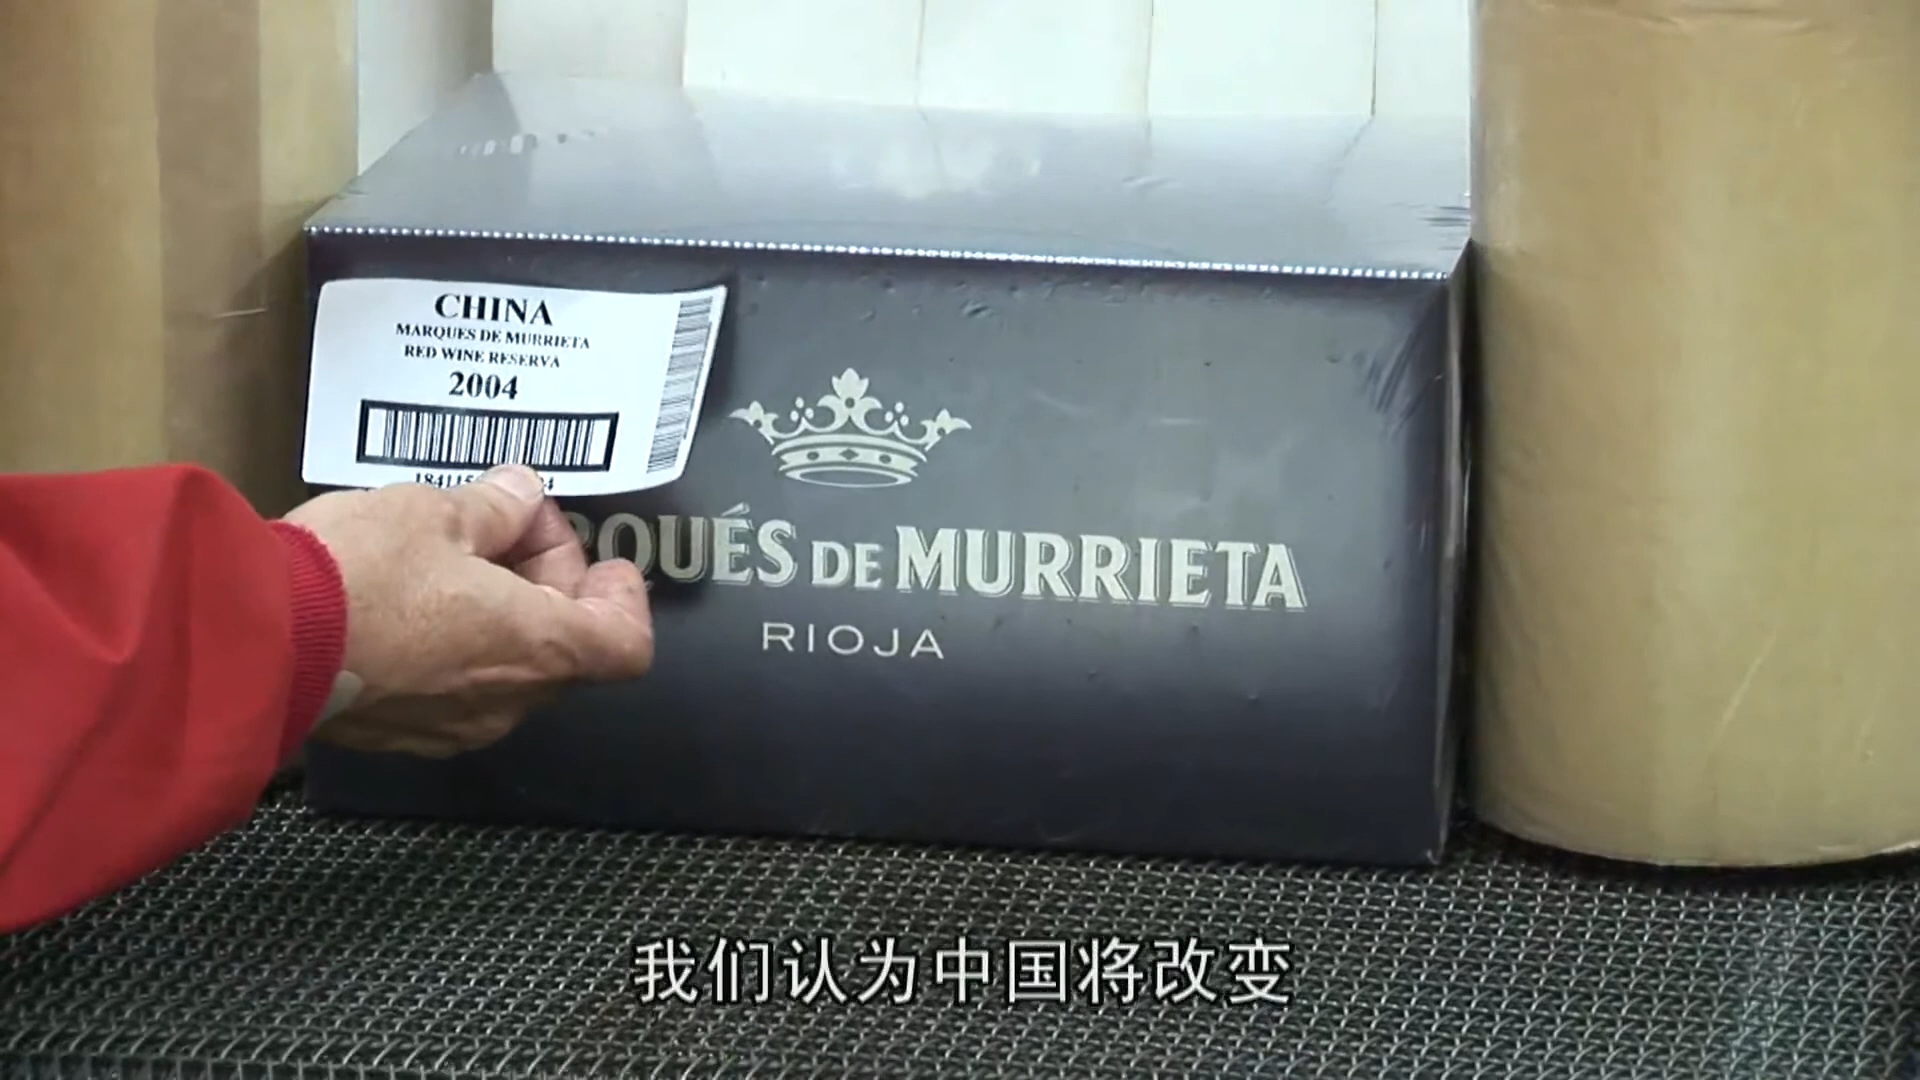 CHINA
MARQUES DE MURRIETA
RED WINE RESERVA
2004
RQUÉS DE MURRIETA
RIOJA
我们认为中国将改变